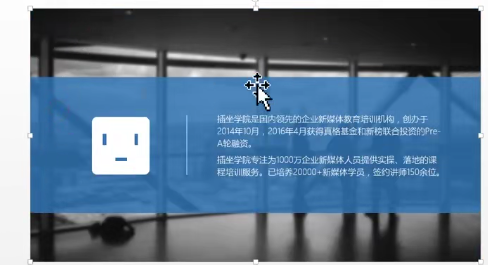 插坐学院是国内领先的企业新媒体教育培训机构，创办于
2014年10月，2016年4月获得真格基金和新榜联合投资的Pre-
A轮融资。
插坐学院专注为1000万企业新媒体人员提供实操、落地的课
程培训服务。已培养20000+新媒体学员，签约讲师150余位。